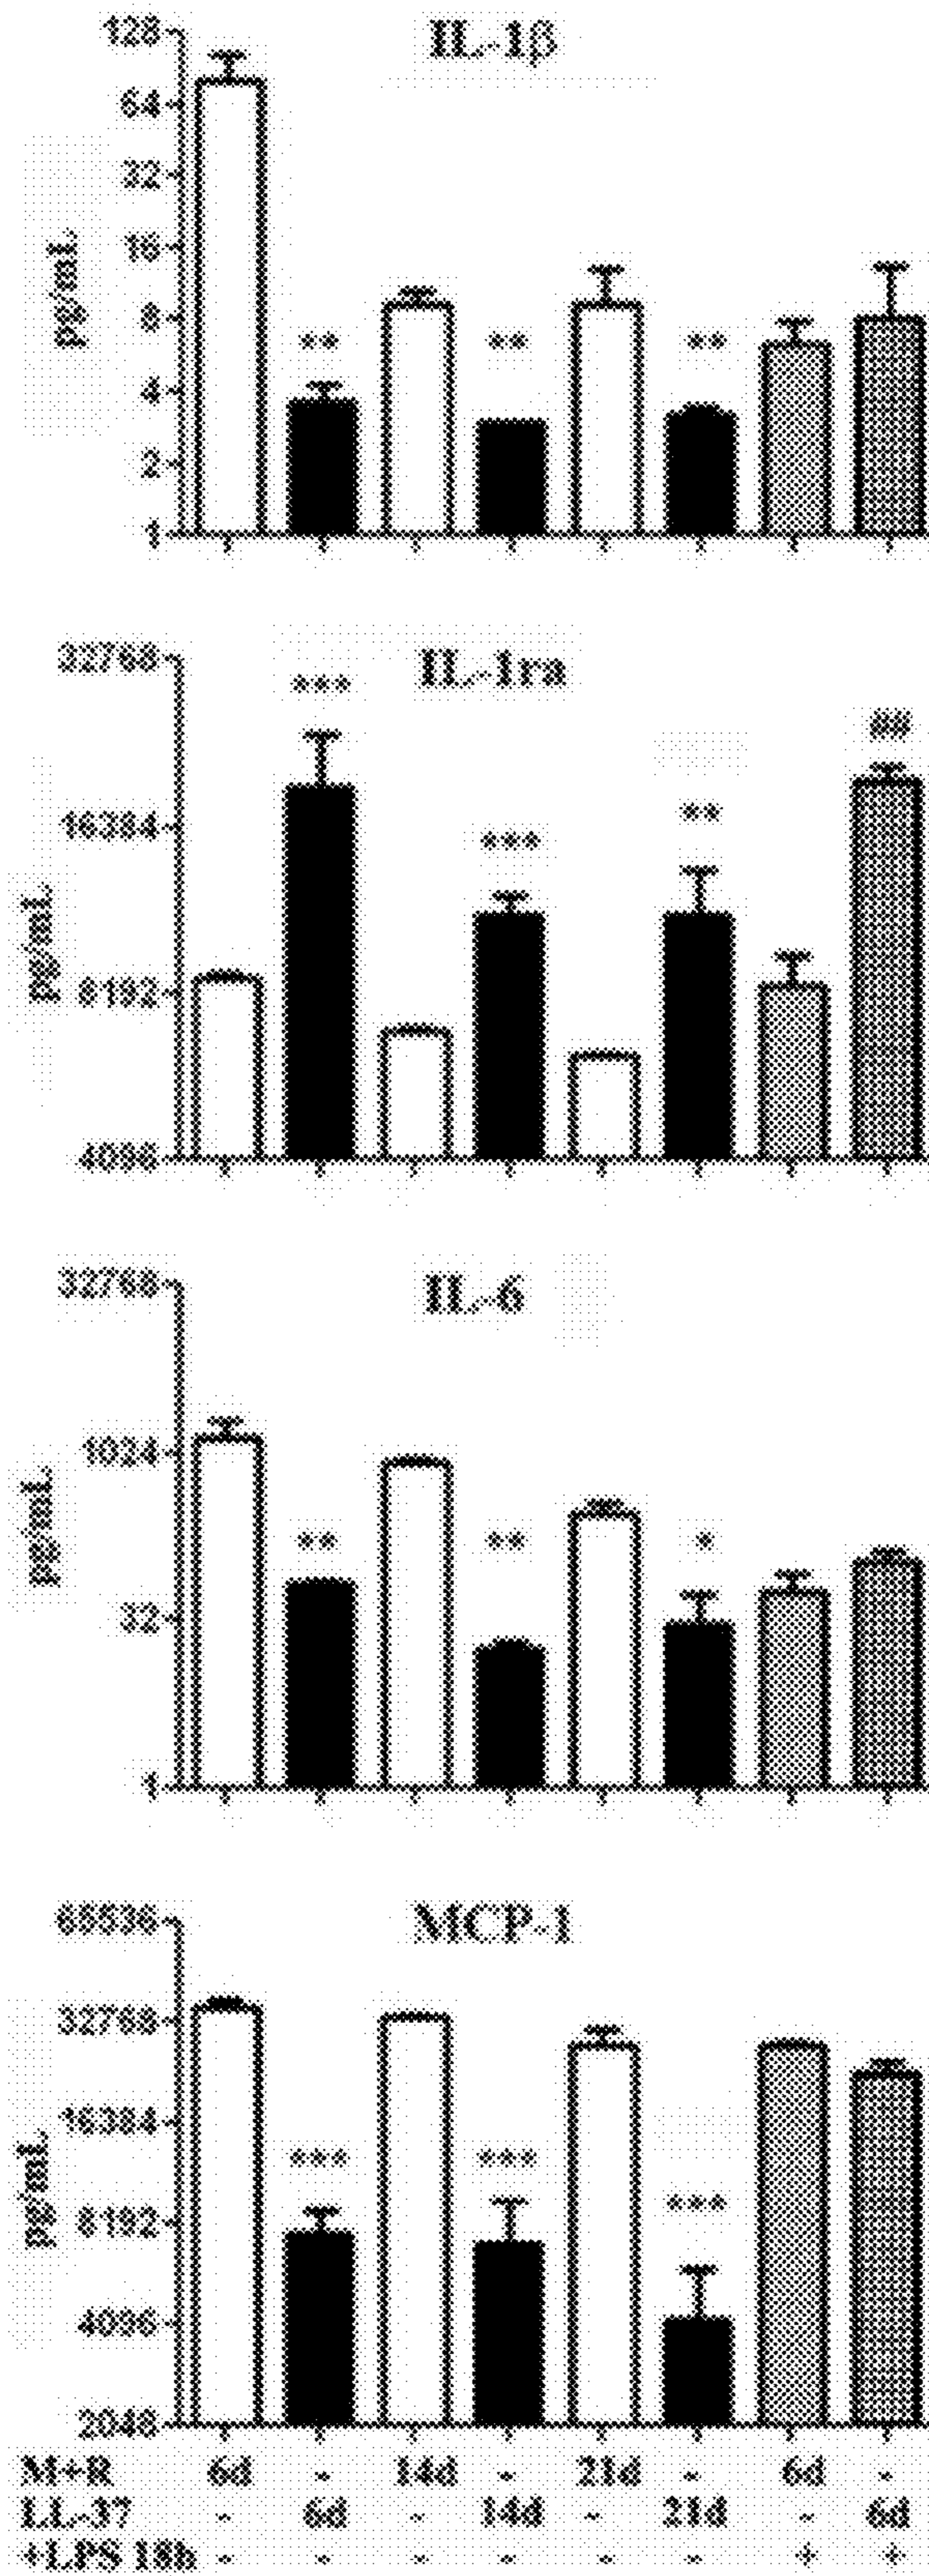 IL-1β
128
64
32
16
8
4
2
1
pg/mL
** ** **
IL-1ra
32768
16384
8192
4096
pg/mL
*** *** ** ##
IL-6
32768
1024
32
1
pg/mL
** ** *
MCP-1
65536
32768
16384
8192
4096
2048
pg/mL
*** *** ***
M+R 6d - 14d - 21d - 6d -
LL-37 - 6d - 14d - 21d - 6d
+LPS 18h - - - - - - + +